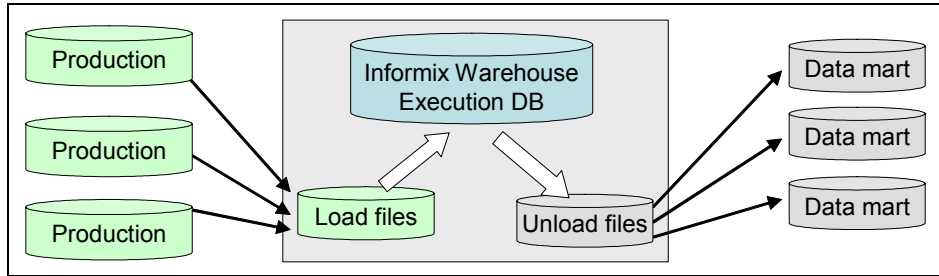 Production
Production
Production
Informix Warehouse
Execution DB
Load files
Unload files
Data mart
Data mart
Data mart